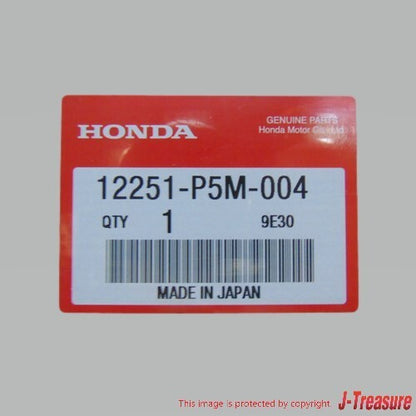 HONDA
GENUINE PARTS
Honda Motor Co., Ltd.
12251-P5M-004
QTY 1 9E30
MADE IN JAPAN
J-Treasure
This image is protected by copyright.